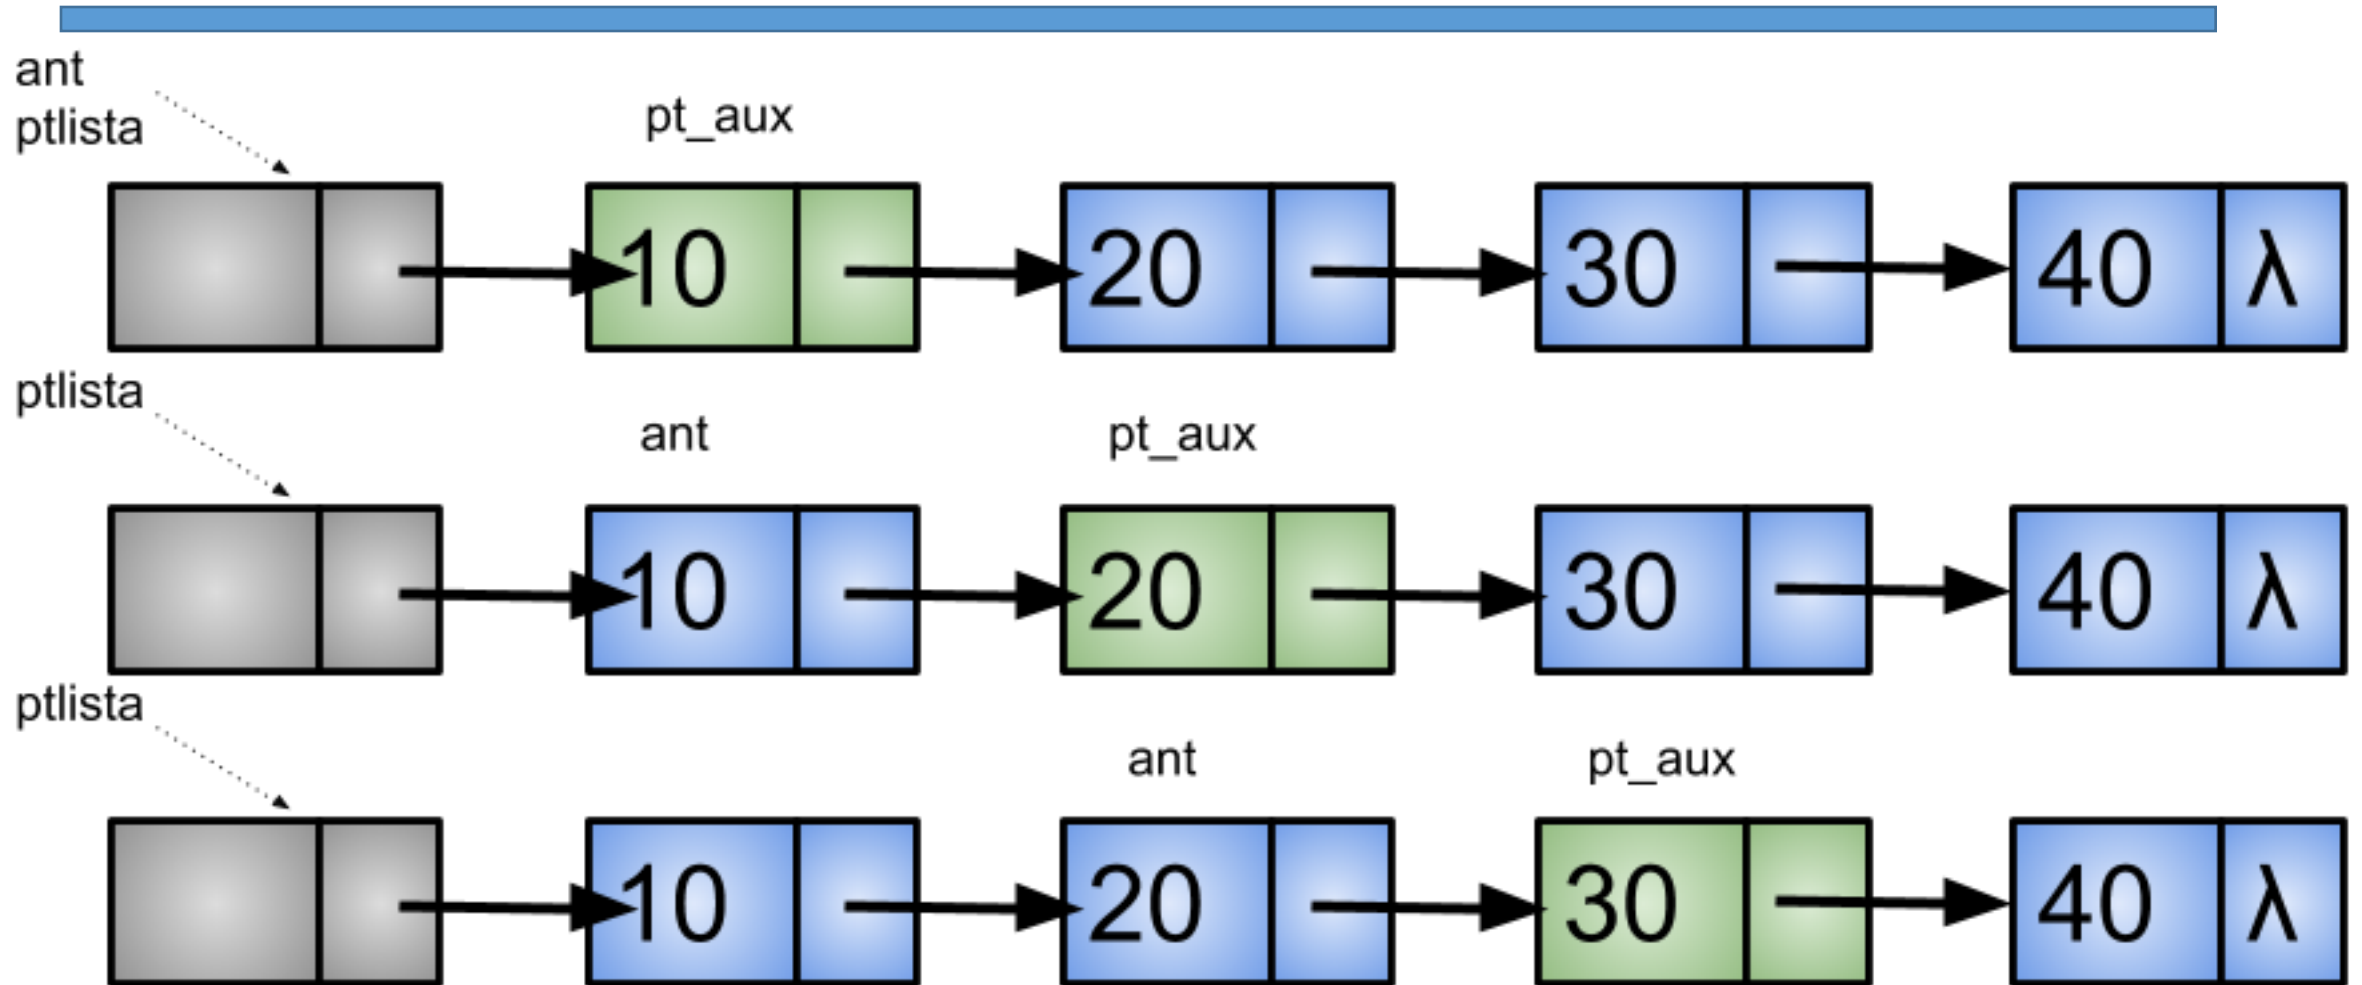 ant
ptlista
pt_aux
10 20 30 40 λ
ptlista
ant pt_aux
10 20 30 40 λ
ptlista
ant pt_aux
10 20 30 40 λ